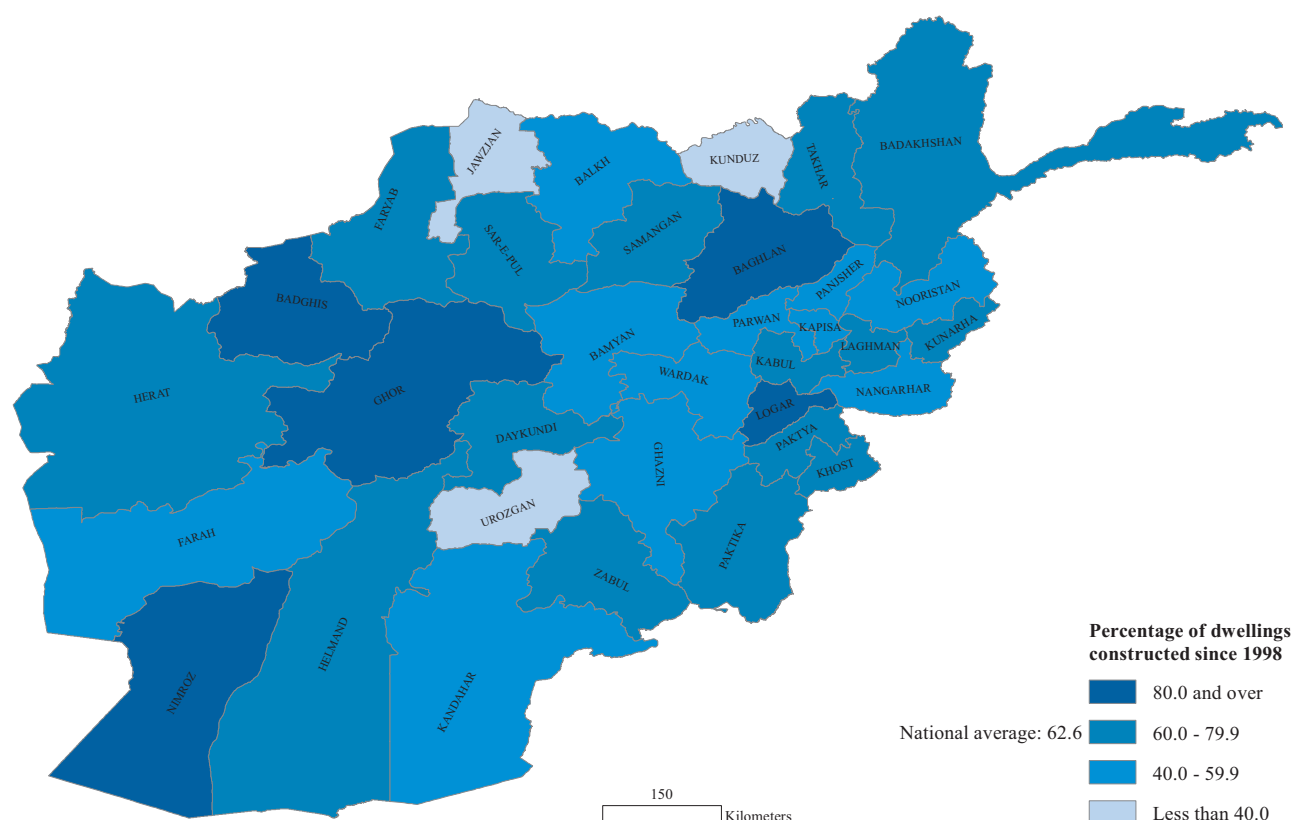 BADAKHSHAN
TAKHAR
KUNDUZ
JAWZJAN
BALKH
FARYAB
SAR-E-PUL
SAMANGAN
BAGHLAN
PANJSHER
NOORISTAN
BADGHIS
PARWAN
KAPISA
KUNARHA
LAGHMAN
BAMYAN
KABUL
WARDAK
NANGARHAR
HERAT
GHOR
LOGAR
DAYKUNDI
PAKTYA
GHAZNI
KHOST
UROZGAN
FARAH
PAKTIKA
ZABUL
HELMAND
NIMROZ
KANDAHAR
Percentage of dwellings
constructed since 1998
80.0 and over
National average: 62.6
60.0 - 79.9
40.0 - 59.9
Less than 40.0
150
Kilometers